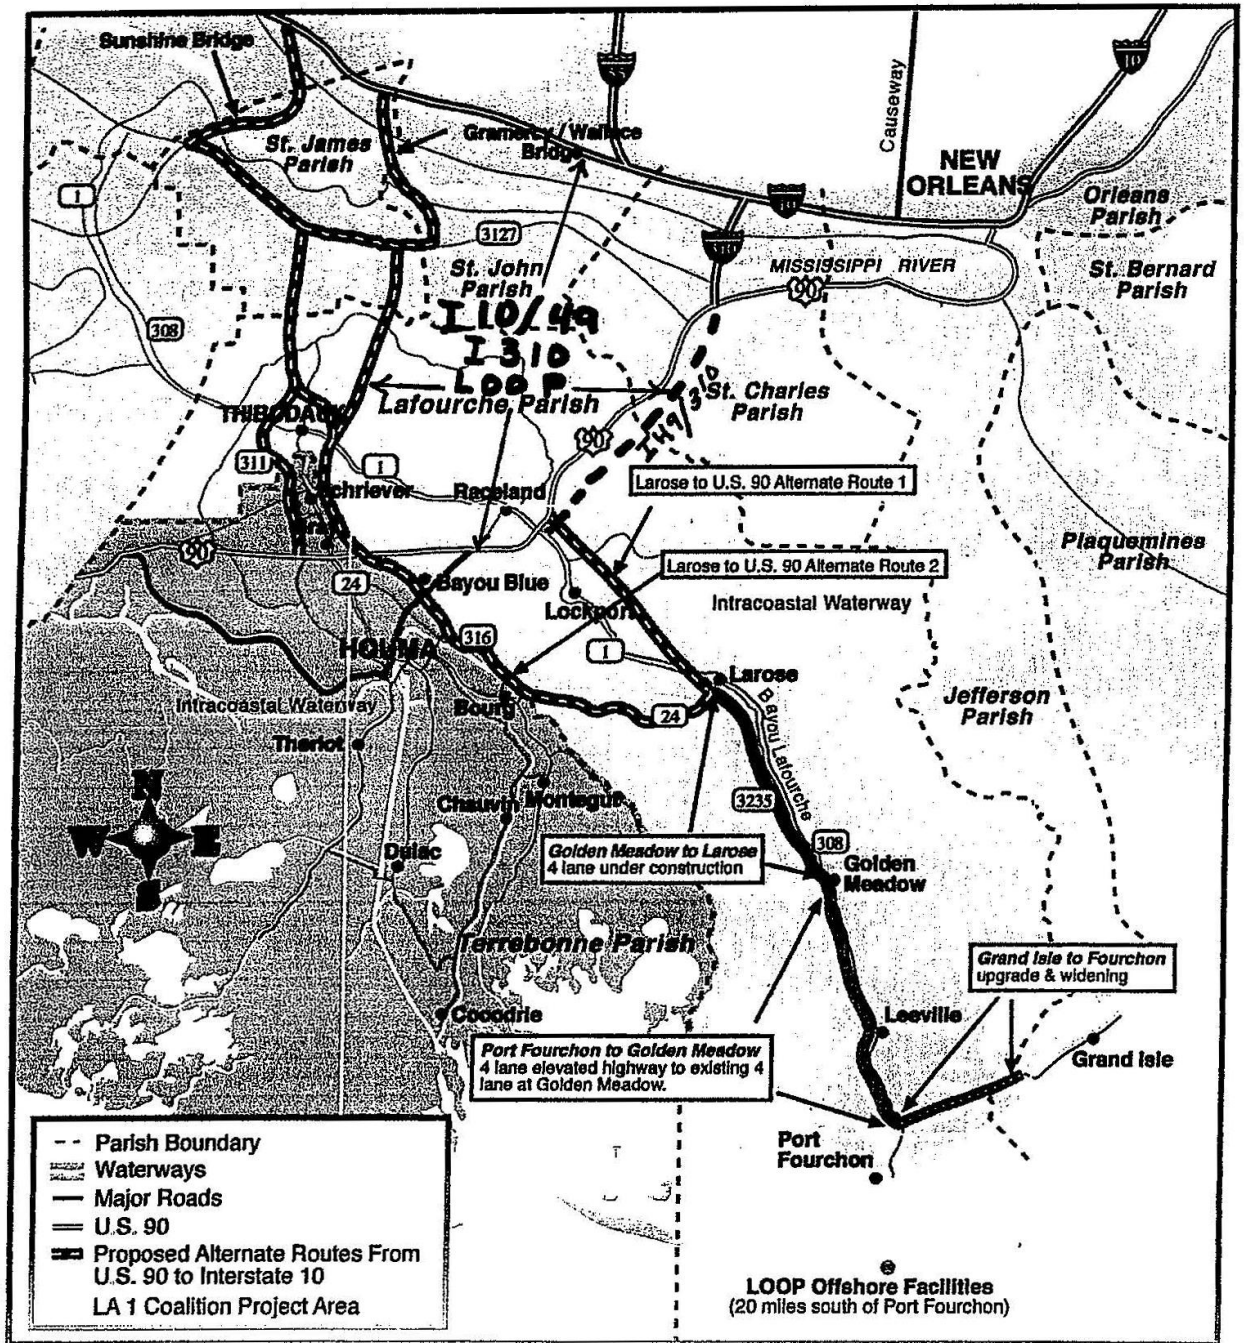 Sunshine Bridge
55
10
Causeway
Gramercy / Wallace
Bridge
St. James
Parish
NEW
ORLEANS
1
10
Orleans
Parish
3127
310
St. John
Parish
MISSISSIPPI RIVER
90
St. Bernard
Parish
308
I 10/49
I 310
LOOP
St. Charles
Parish
Lafourche Parish
THIBODAUX
90
I 49 310
311
1
Schriever
Raceland
Larose to U.S. 90 Alternate Route 1
90
Plaquemines
Parish
Larose to U.S. 90 Alternate Route 2
24
Bayou Blue
Lockport
Intracoastal Waterway
316
HOUMA
1
Larose
Jefferson
Parish
Intracoastal Waterway
Bourg
24
Bayou Lafourche
Theriot
N
W E
S
Chauvin
Montegut
3235
308
Dulac
Golden Meadow to Larose
4 lane under construction
Golden
Meadow
Terrebonne Parish
Grand Isle to Fourchon
upgrade & widening
Cocodrie
Leeville
Port Fourchon to Golden Meadow
4 lane elevated highway to existing 4
lane at Golden Meadow.
Grand Isle
Port
Fourchon
Parish Boundary
Waterways
Major Roads
U.S. 90
Proposed Alternate Routes From
U.S. 90 to Interstate 10
LA 1 Coalition Project Area
LOOP Offshore Facilities
(20 miles south of Port Fourchon)